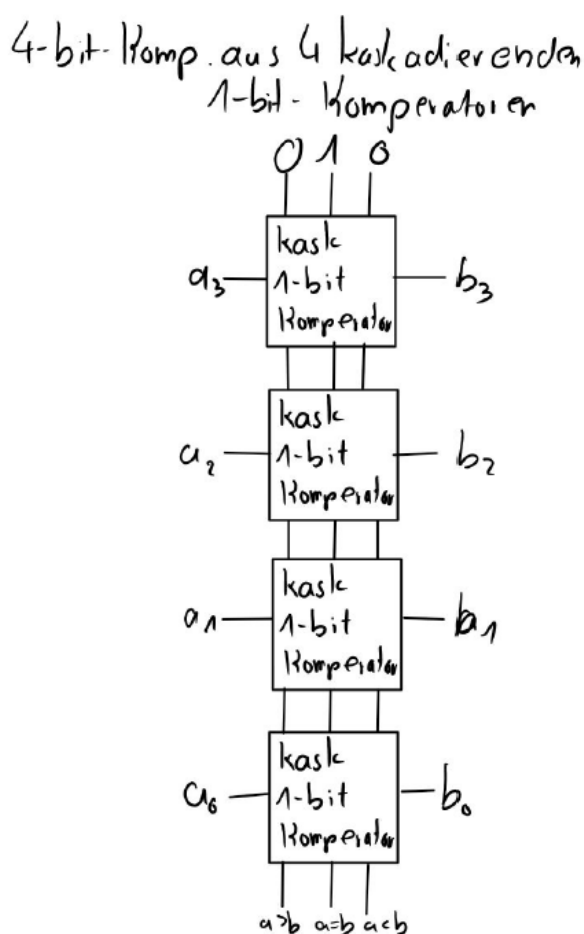 4-bit-Komp. aus 4 kaskadierenden
1-bit-Komperatoren
0 1 0
a₃ kask b₃
1-bit
Komperator
a₂ kask b₂
1-bit
Komperator
a₁ kask b₁
1-bit
Komperator
a₀ kask b₀
1-bit
Komperator
a>b a=b a<b